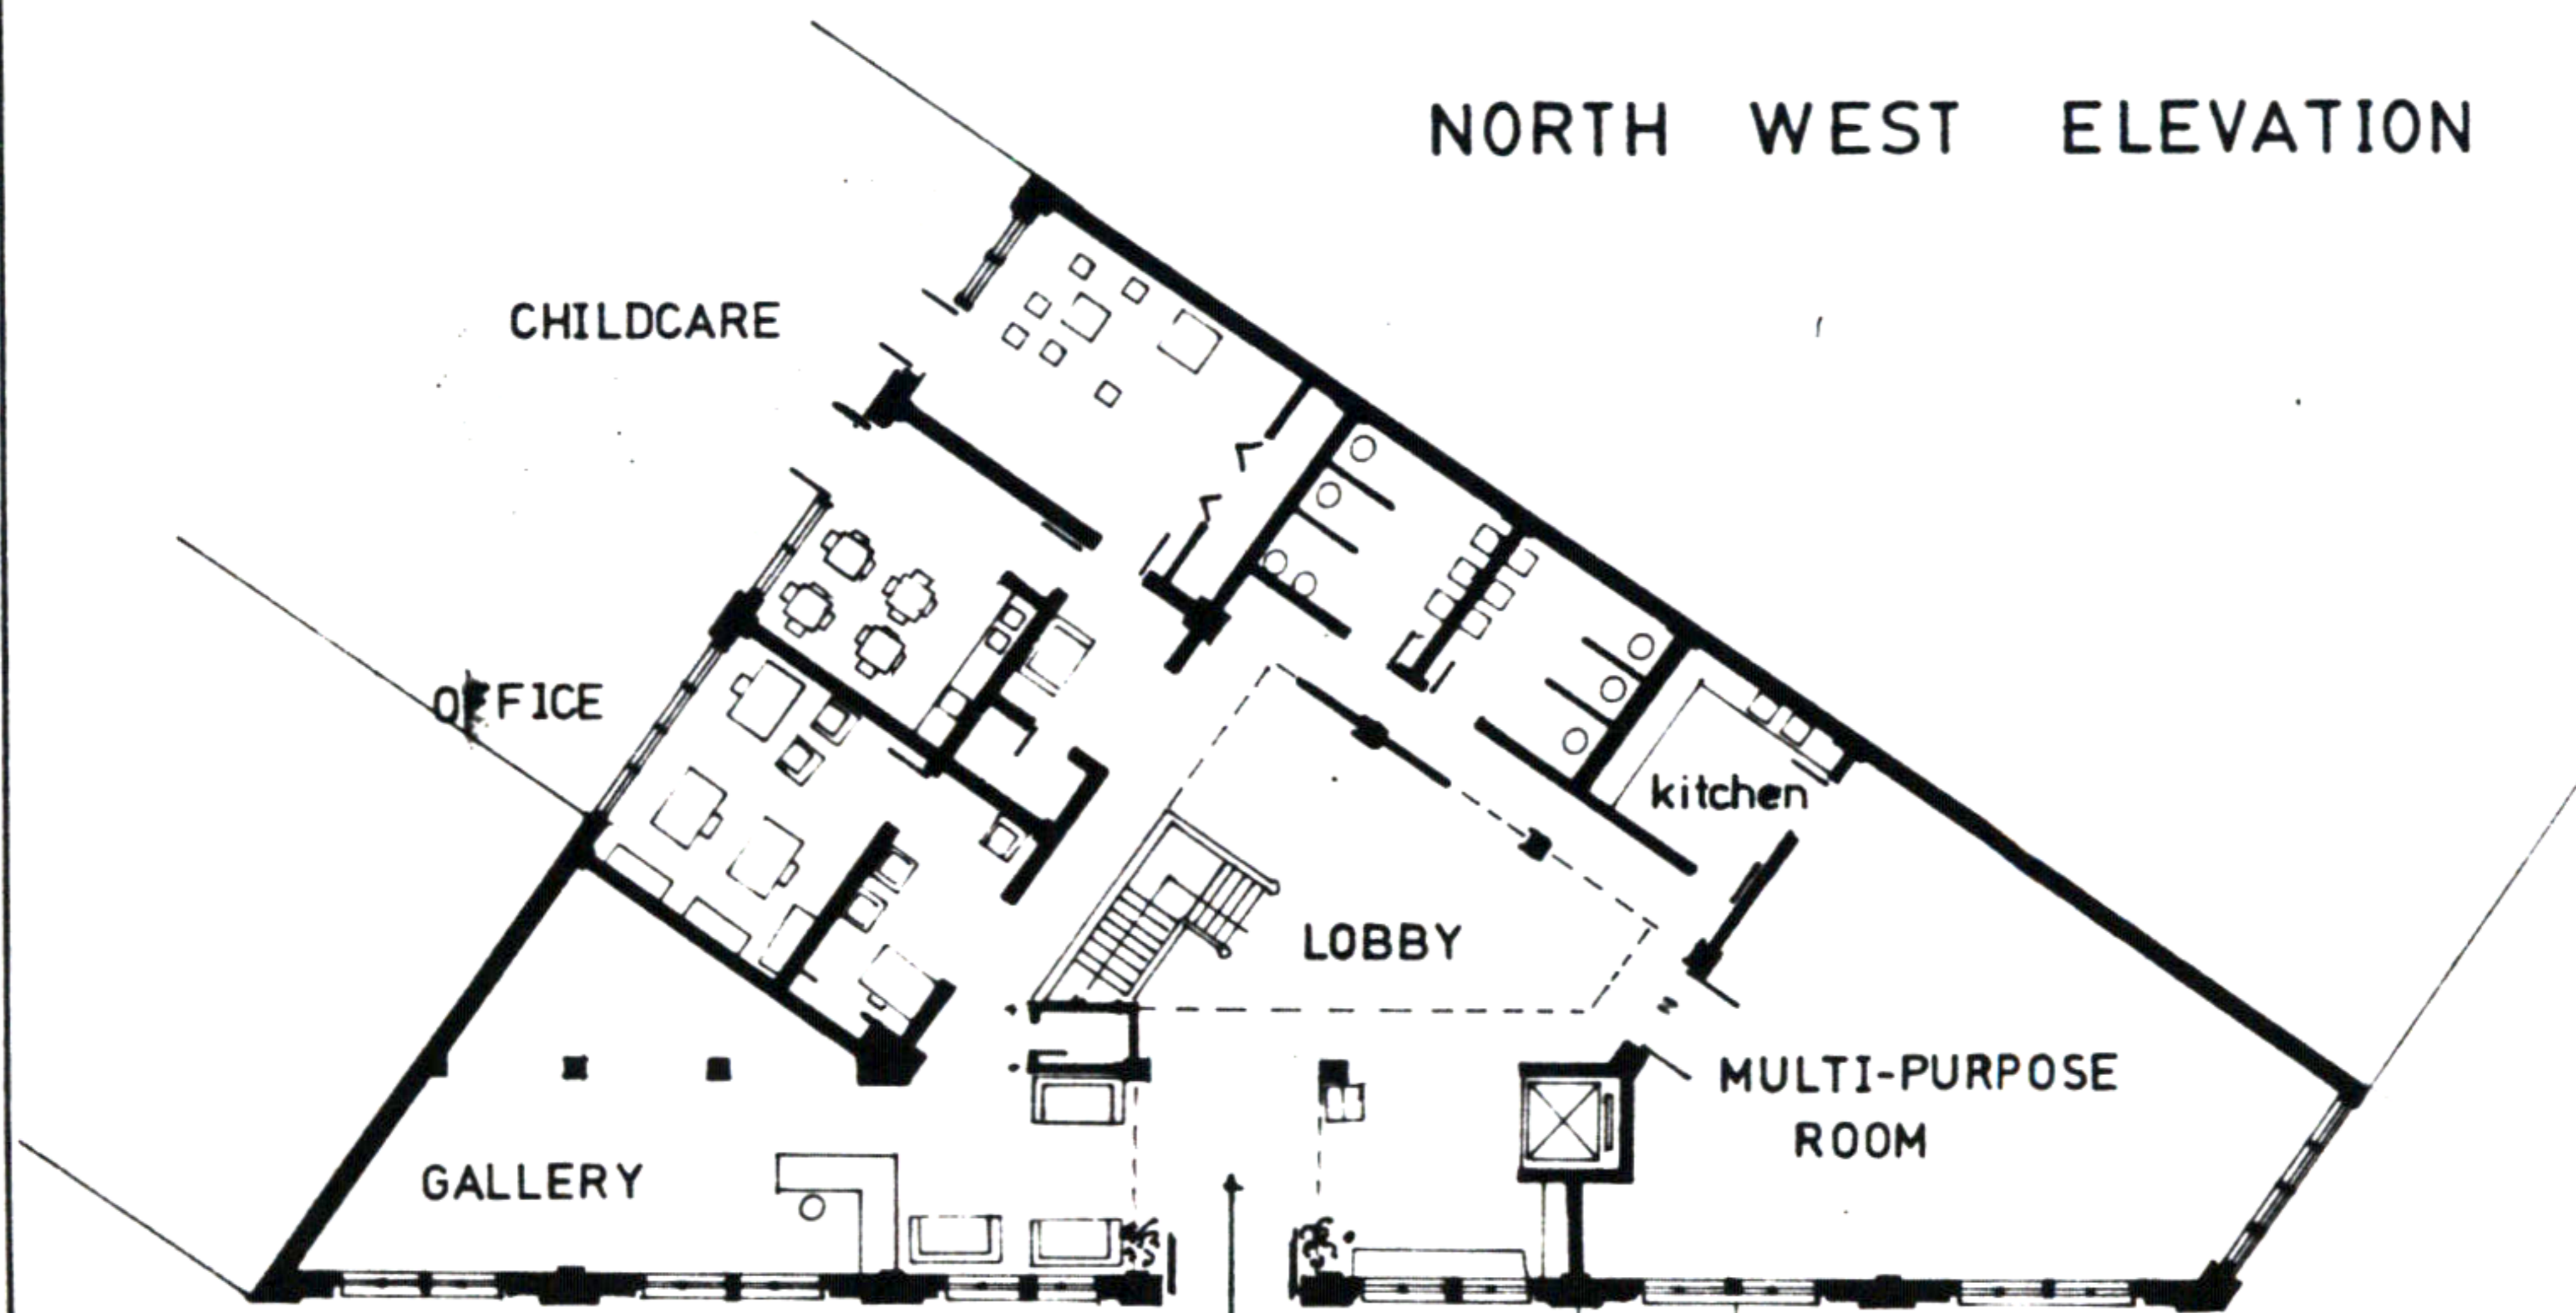 NORTH WEST ELEVATION
CHILDCARE
OFFICE
kitchen
LOBBY
MULTI-PURPOSE
ROOM
GALLERY